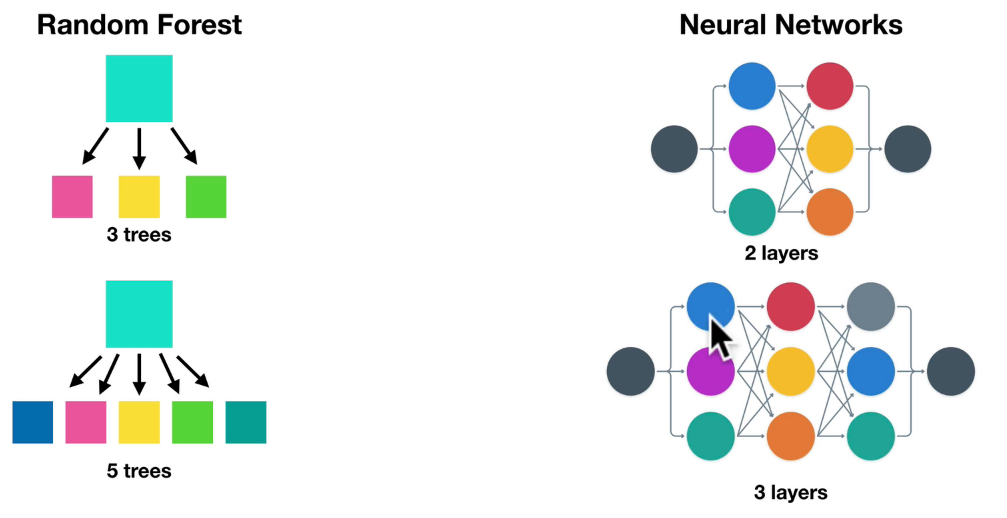 Random Forest
3 trees
5 trees
Neural Networks
2 layers
3 layers